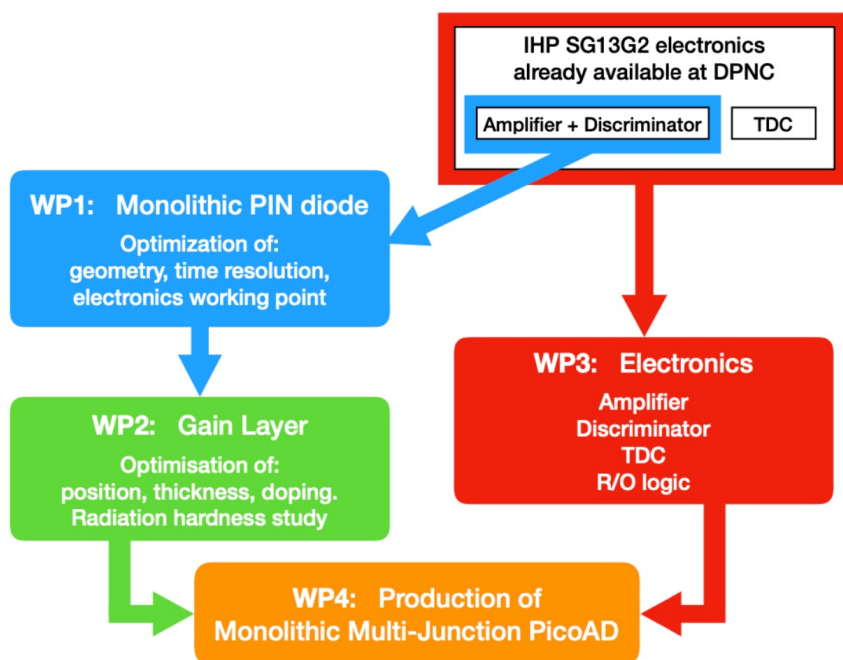 IHP SG13G2 electronics
already available at DPNC
Amplifier + Discriminator
TDC
WP1: Monolithic PIN diode
Optimization of:
geometry, time resolution,
electronics working point
WP3: Electronics
Amplifier
Discriminator
TDC
R/O logic
WP2: Gain Layer
Optimisation of:
position, thickness, doping.
Radiation hardness study
WP4: Production of
Monolithic Multi-Junction PicoAD